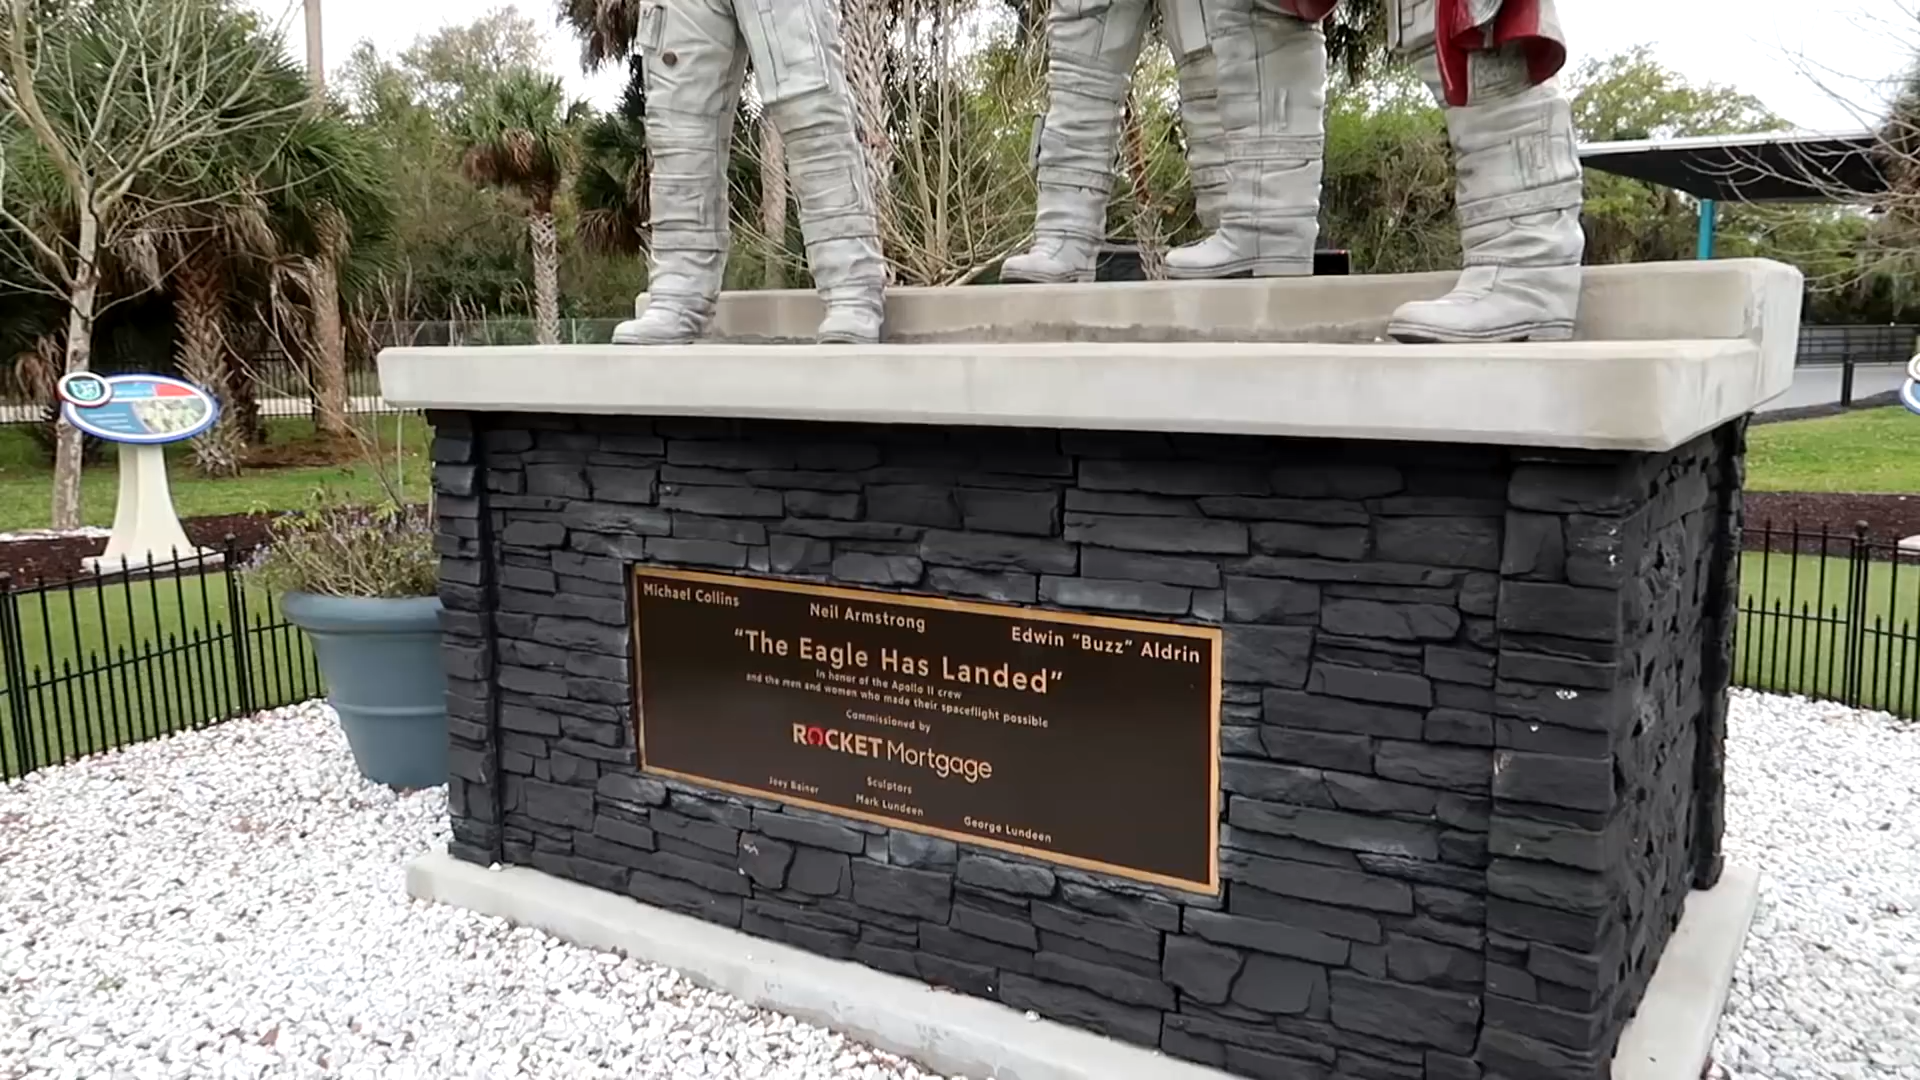 Michael Collins
Neil Armstrong
Edwin "Buzz" Aldrin
"The Eagle Has Landed"
In honor of the Apollo 11 crew
and the men and women who made their spaceflight possible
Commissioned by
ROCKET Mortgage
Sculptors
Joey Bainer
Mark Lundeen
George Lundeen